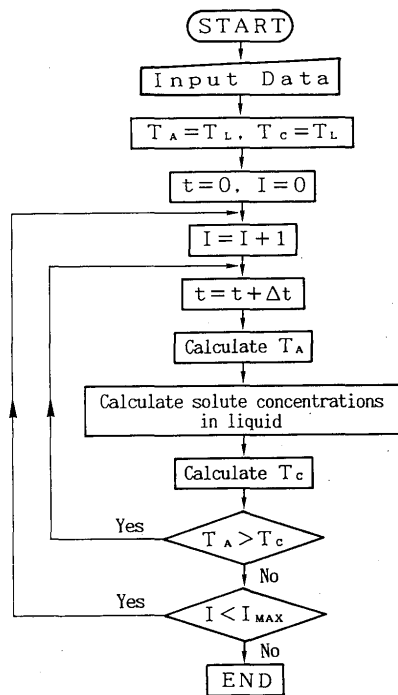 START
Input Data
T_A=T_L, T_C=T_L
t=0, I=0
I=I+1
t=t+Δt
Calculate T_A
Calculate solute concentrations
in liquid
Calculate T_C
Yes
T_A>T_C
No
Yes
I<I_MAX
No
END